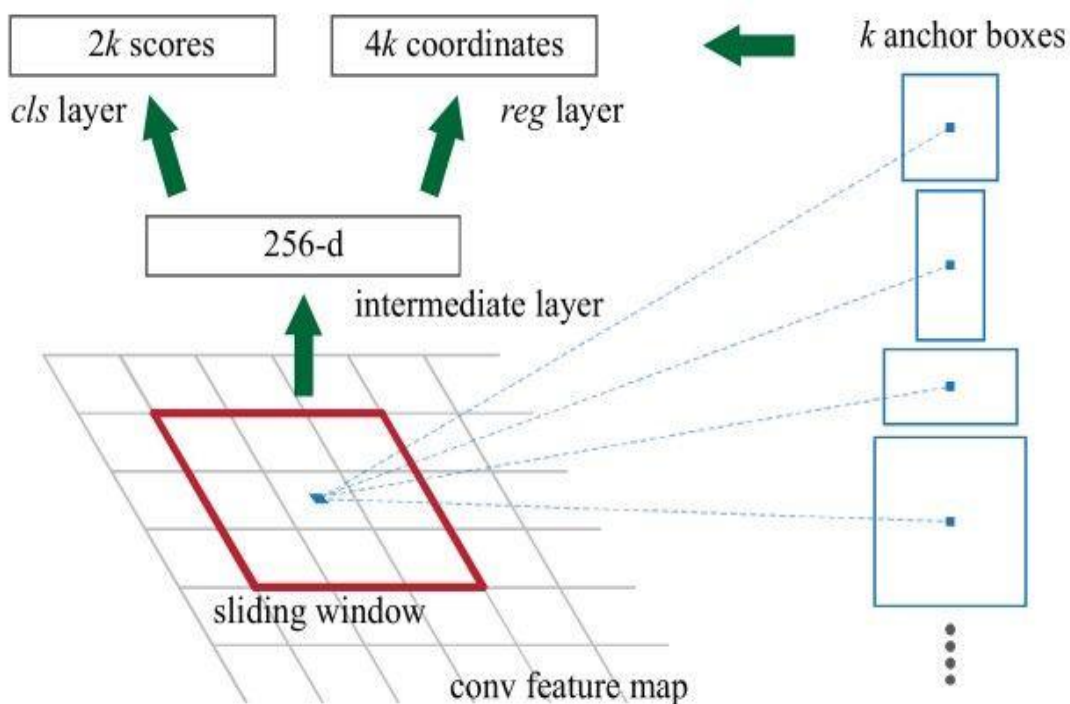 2k scores
4k coordinates
k anchor boxes
cls layer
reg layer
256-d
intermediate layer
sliding window
conv feature map